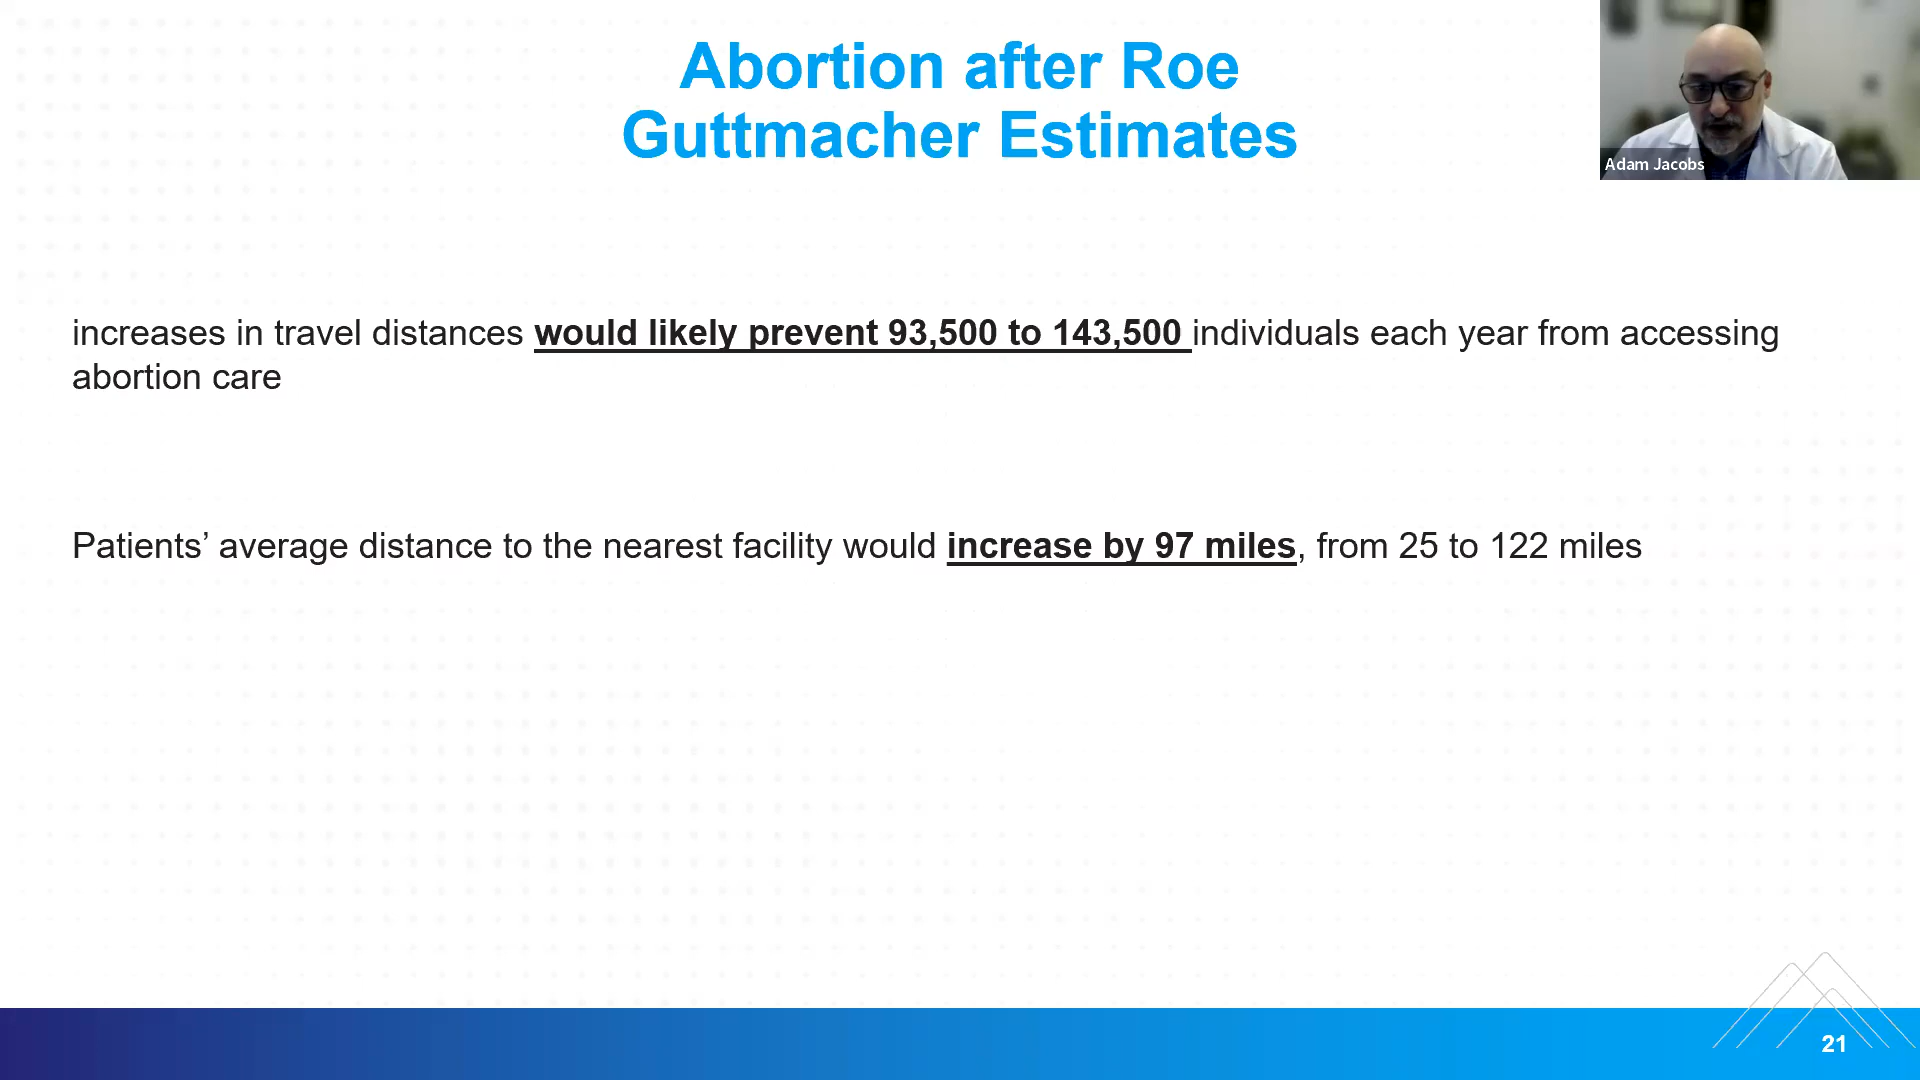 Abortion after Roe
Guttmacher Estimates
Adam Jacobs
increases in travel distances would likely prevent 93,500 to 143,500 individuals each year from accessing
abortion care
Patients’ average distance to the nearest facility would increase by 97 miles, from 25 to 122 miles
21